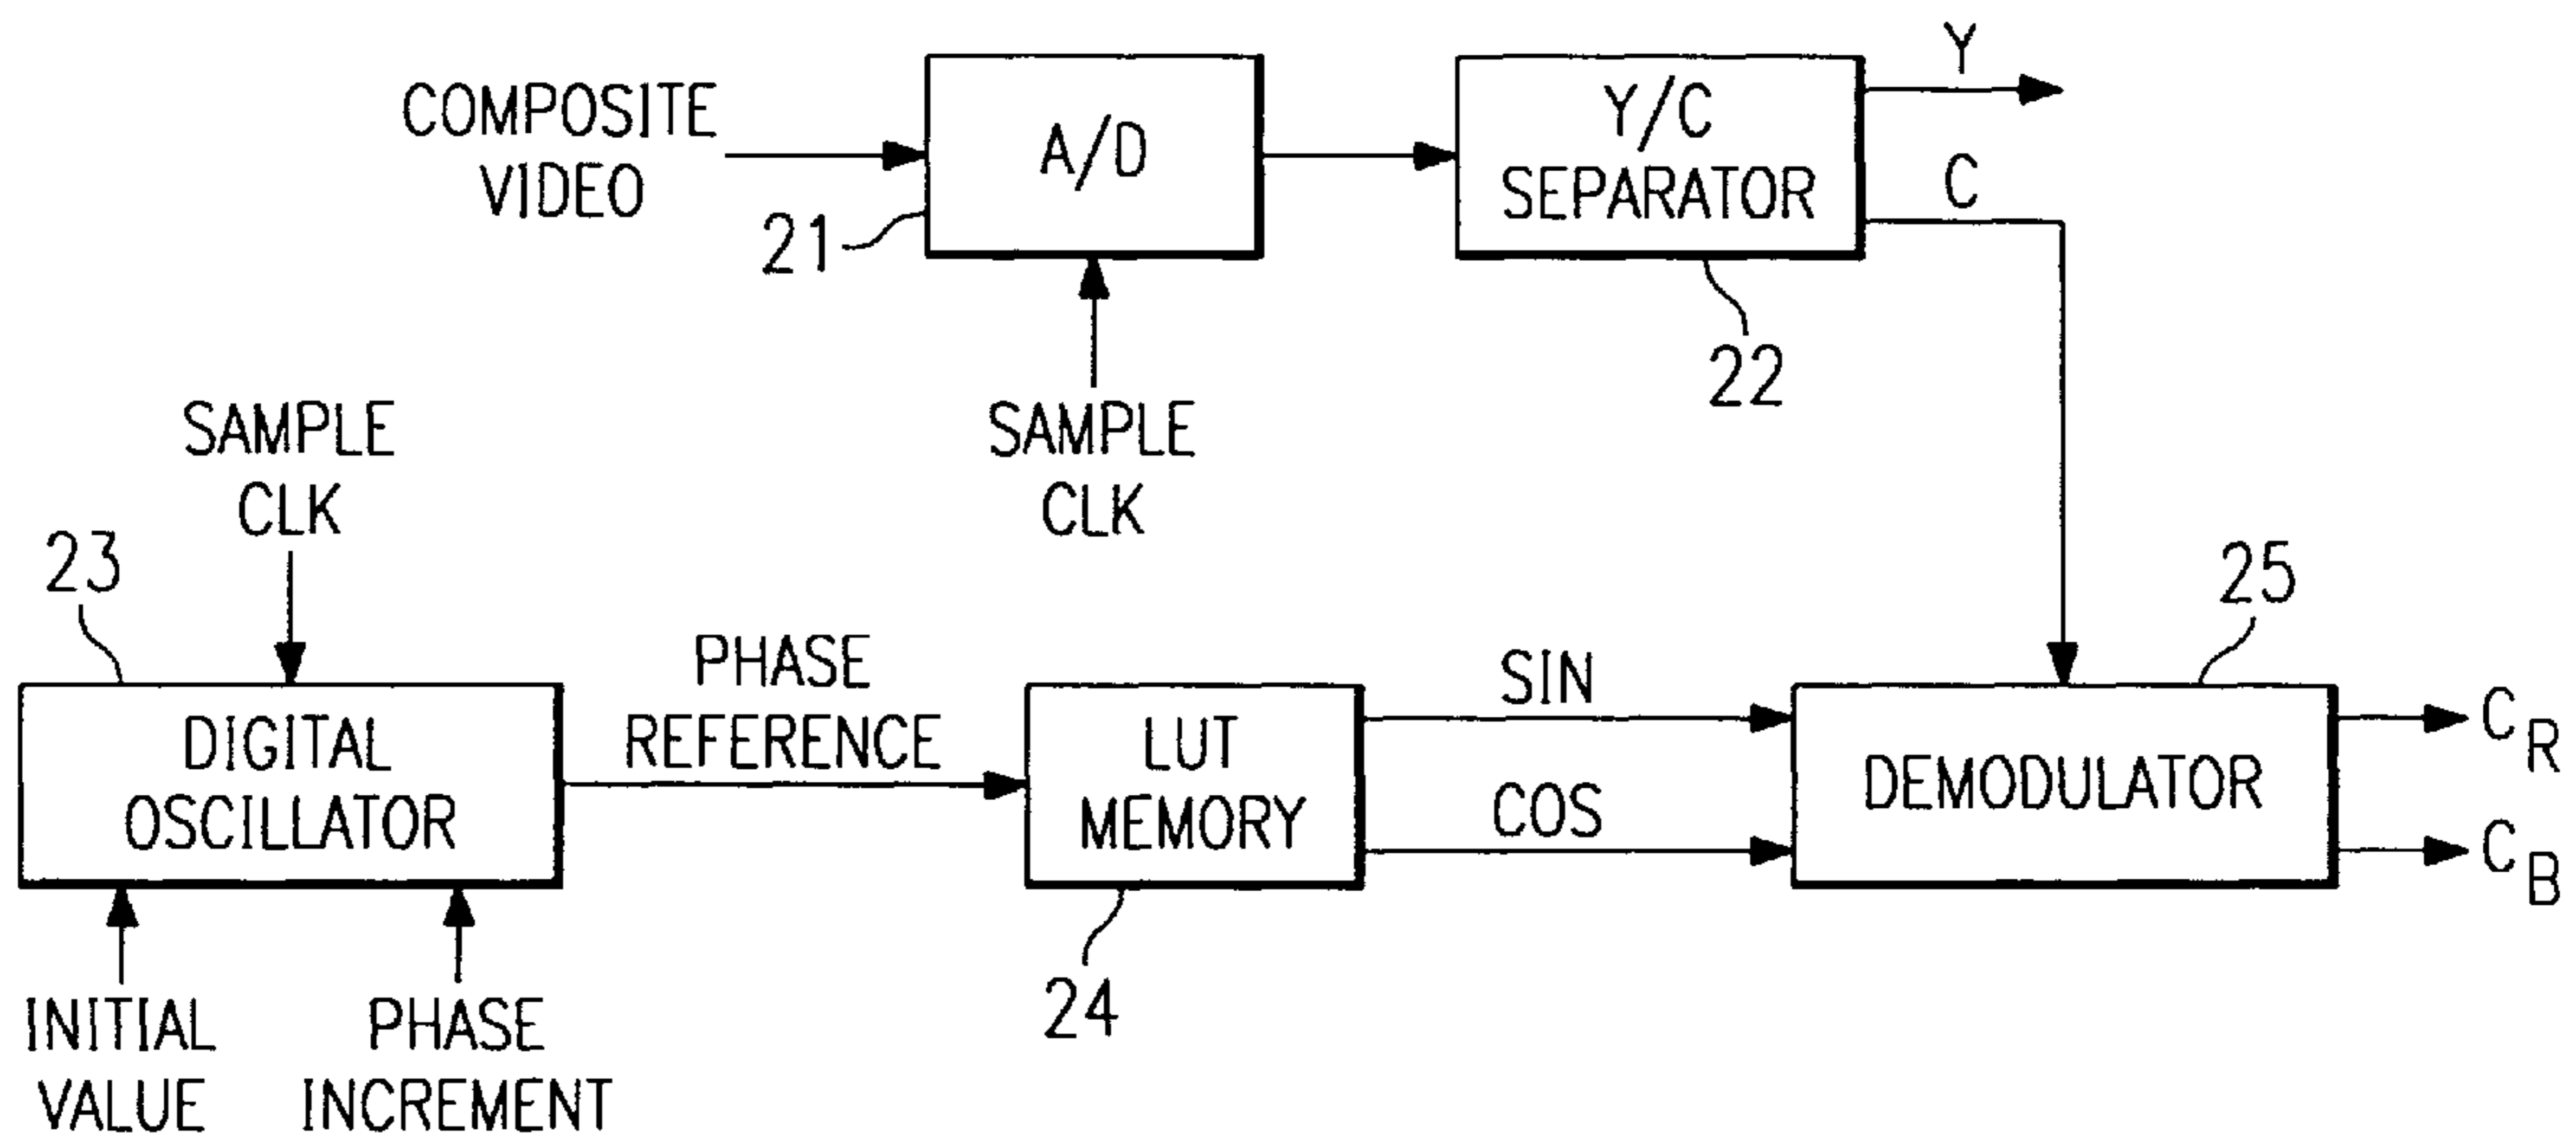 COMPOSITE
VIDEO
21
A/D
SAMPLE
CLK
Y/C
SEPARATOR
22
Y
C
SAMPLE
CLK
23
DIGITAL
OSCILLATOR
INITIAL
VALUE
PHASE
INCREMENT
PHASE
REFERENCE
LUT
MEMORY
24
SIN
COS
25
DEMODULATOR
CR
CB